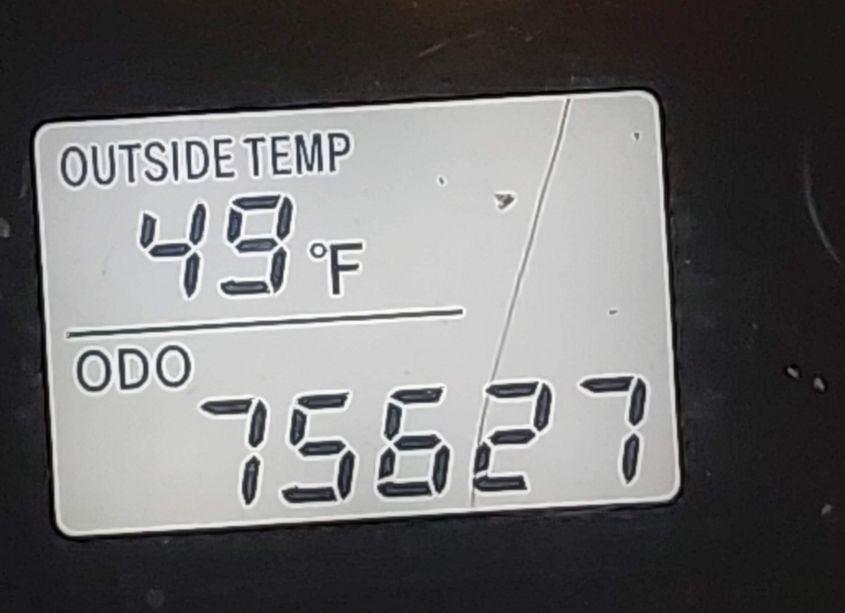 OUTSIDE TEMP
49 °F
ODO
75627